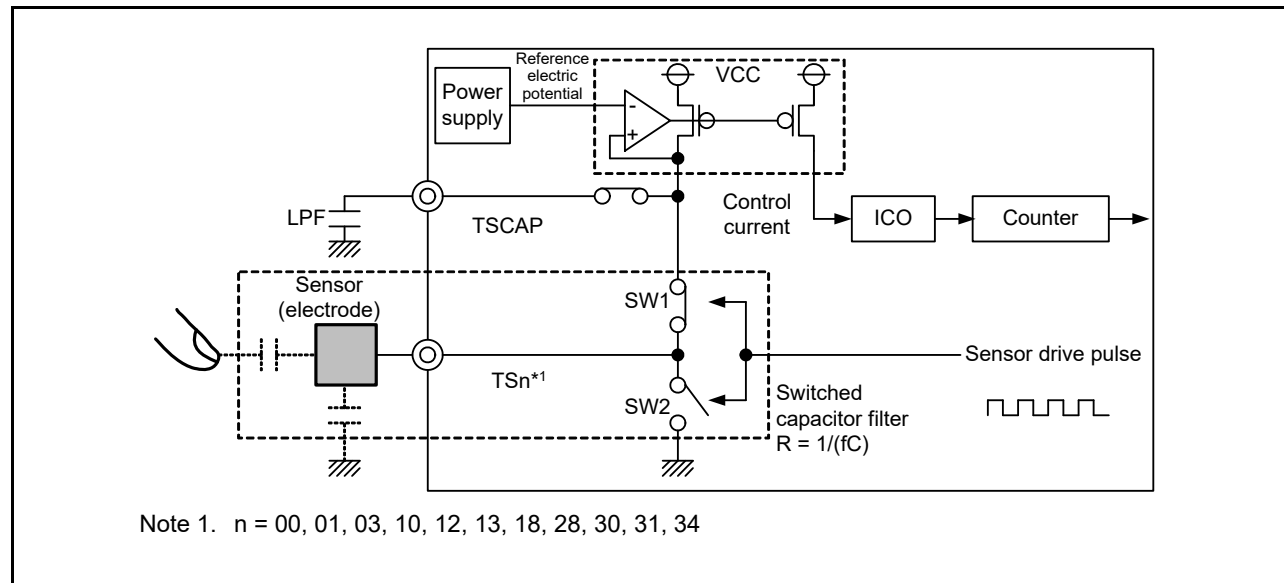 Reference
electric
potential
VCC
Power
supply
-
+
LPF
TSCAP
Control
current
ICO
Counter
Sensor
(electrode)
SW1
Sensor drive pulse
TSn*1
SW2
Switched
capacitor filter
R = 1/(fC)
Note 1. n = 00, 01, 03, 10, 12, 13, 18, 28, 30, 31, 34